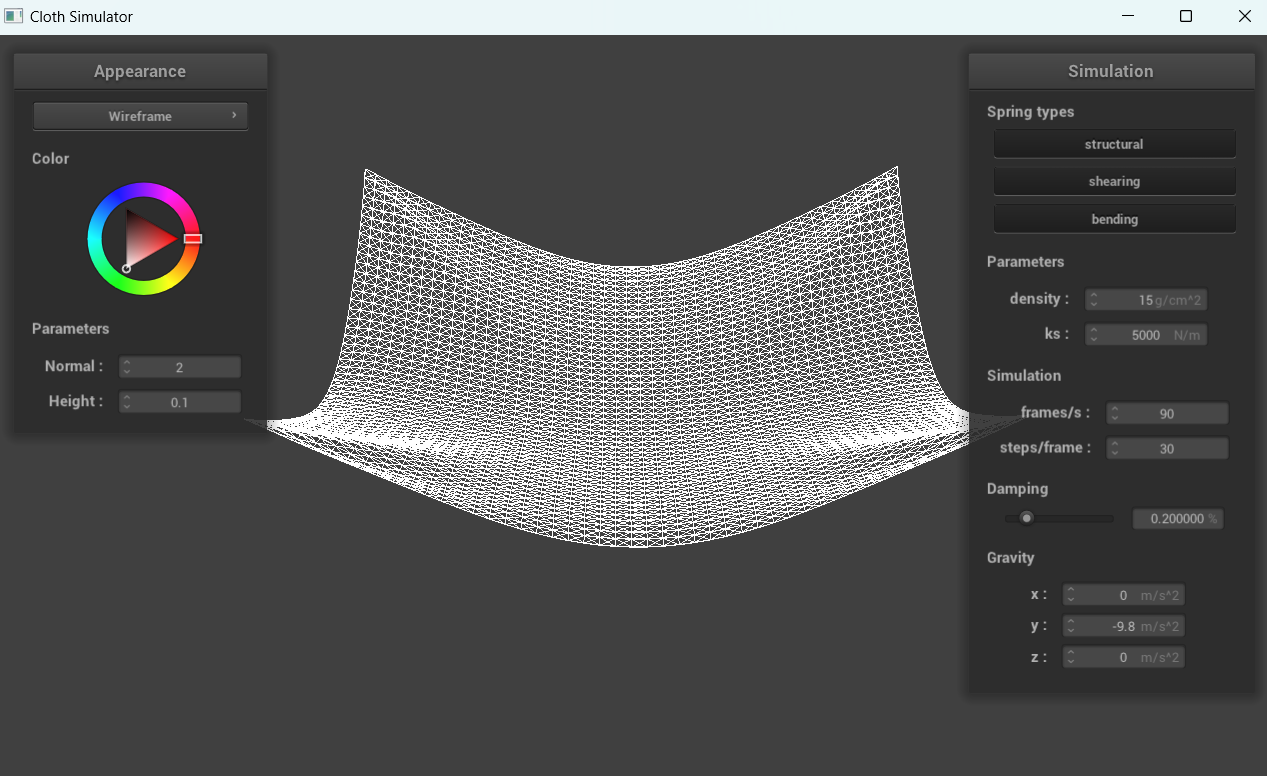 Cloth Simulator
Appearance
Wireframe
Color
Parameters
Normal : 2
Height : 0.1
Simulation
Spring types
structural
shearing
bending
Parameters
density : 15 g/cm^2
ks : 5000 N/m
Simulation
frames/s : 90
steps/frame : 30
Damping
0.200000 %
Gravity
x : 0 m/s^2
y : -9.8 m/s^2
z : 0 m/s^2